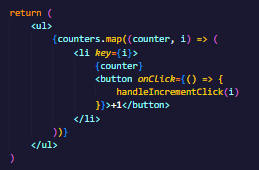 return (
    <ul>
        {counters.map((counter, i) => (
            <li key={i}>
                {counter}
                <button onClick={() => {
                    handleIncrementClick(i)
                }}>+1</button>
            </li>
        ))}
    </ul>
)